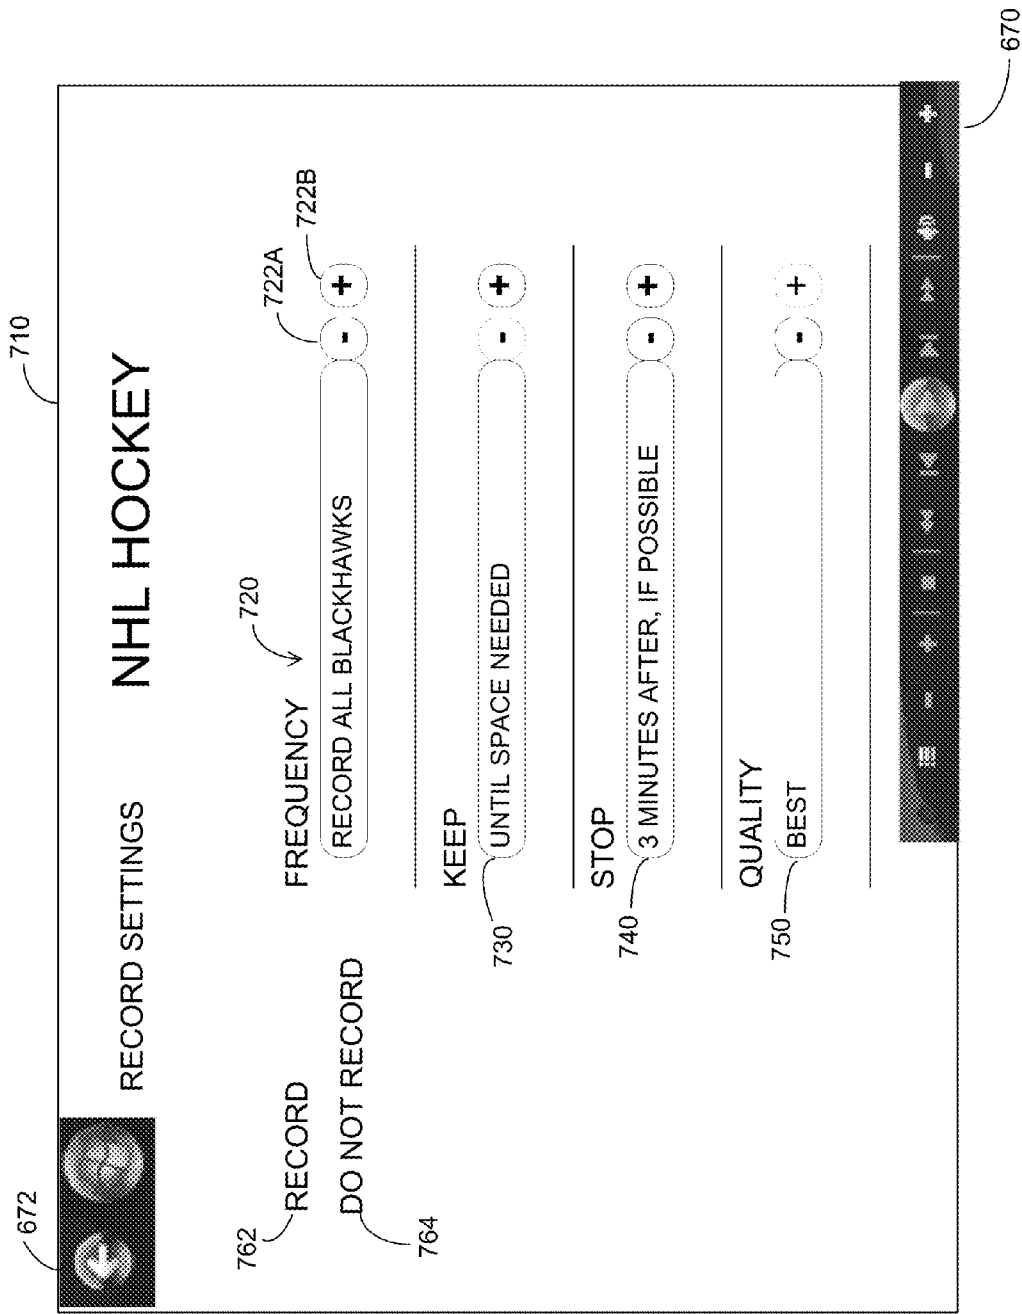 710
672
RECORD SETTINGS
NHL HOCKEY
762
RECORD
DO NOT RECORD
764
FREQUENCY
720
722A
722B
RECORD ALL BLACKHAWKS
- +
KEEP
UNTIL SPACE NEEDED
- +
730
STOP
3 MINUTES AFTER, IF POSSIBLE
- +
740
QUALITY
BEST
- +
750
670